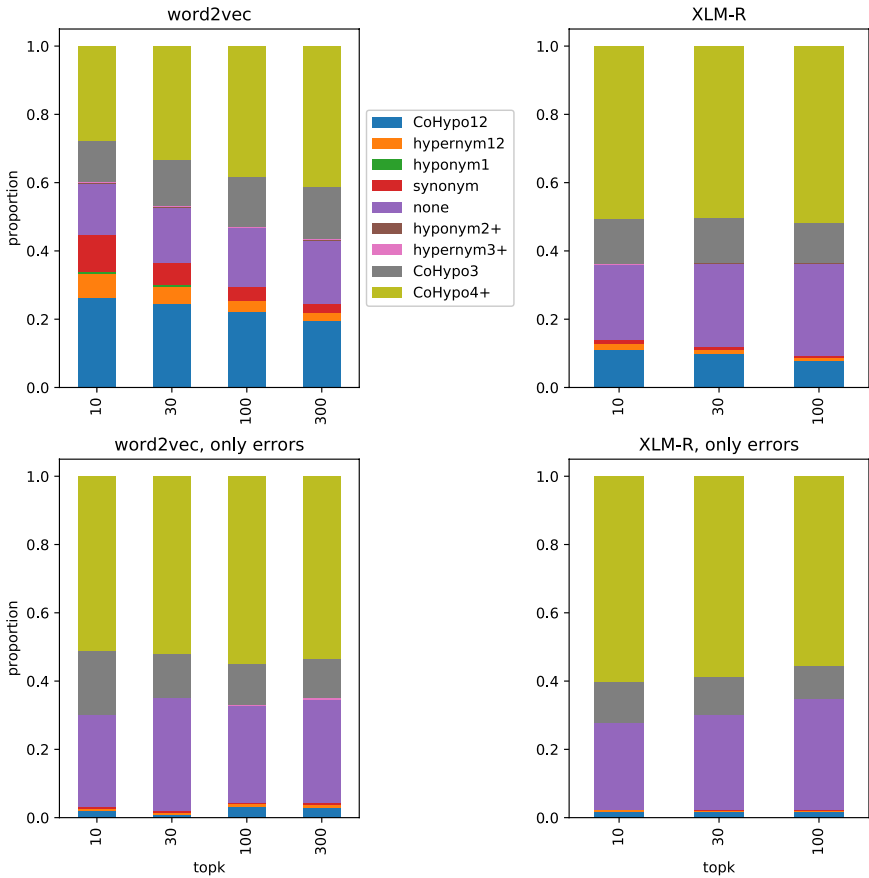 word2vec
1.0
0.8
0.6
0.4
0.2
0.0
proportion
10
30
100
300
CoHypo12
hypernym12
hyponym1
synonym
none
hyponym2+
hypernym3+
CoHypo3
CoHypo4+
XLM-R
1.0
0.8
0.6
0.4
0.2
0.0
10
30
100
word2vec, only errors
1.0
0.8
0.6
0.4
0.2
0.0
proportion
10
30
100
300
topk
XLM-R, only errors
1.0
0.8
0.6
0.4
0.2
0.0
10
30
100
topk